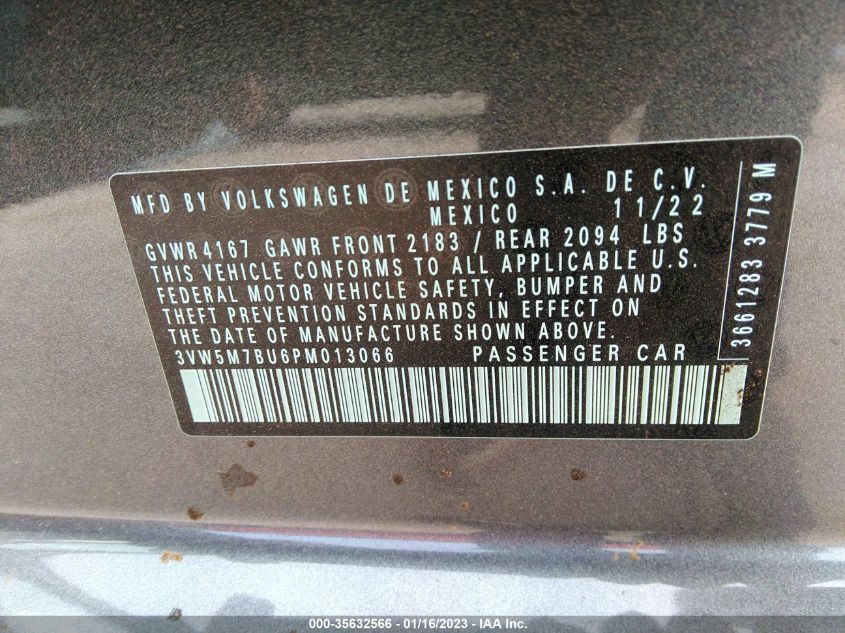 MFD BY VOLKSWAGEN DE MEXICO S.A. DE C.V.
MEXICO 11/22
GVWR 4167 GAWR FRONT 2183 / REAR 2094 LBS
THIS VEHICLE CONFORMS TO ALL APPLICABLE U.S.
FEDERAL MOTOR VEHICLE SAFETY, BUMPER AND
THEFT PREVENTION STANDARDS IN EFFECT ON
THE DATE OF MANUFACTURE SHOWN ABOVE.
3VW5M7BU6PM013066 PASSENGER CAR
3661283 3779 M
000-35632566 - 01/16/2023 - IAA Inc.